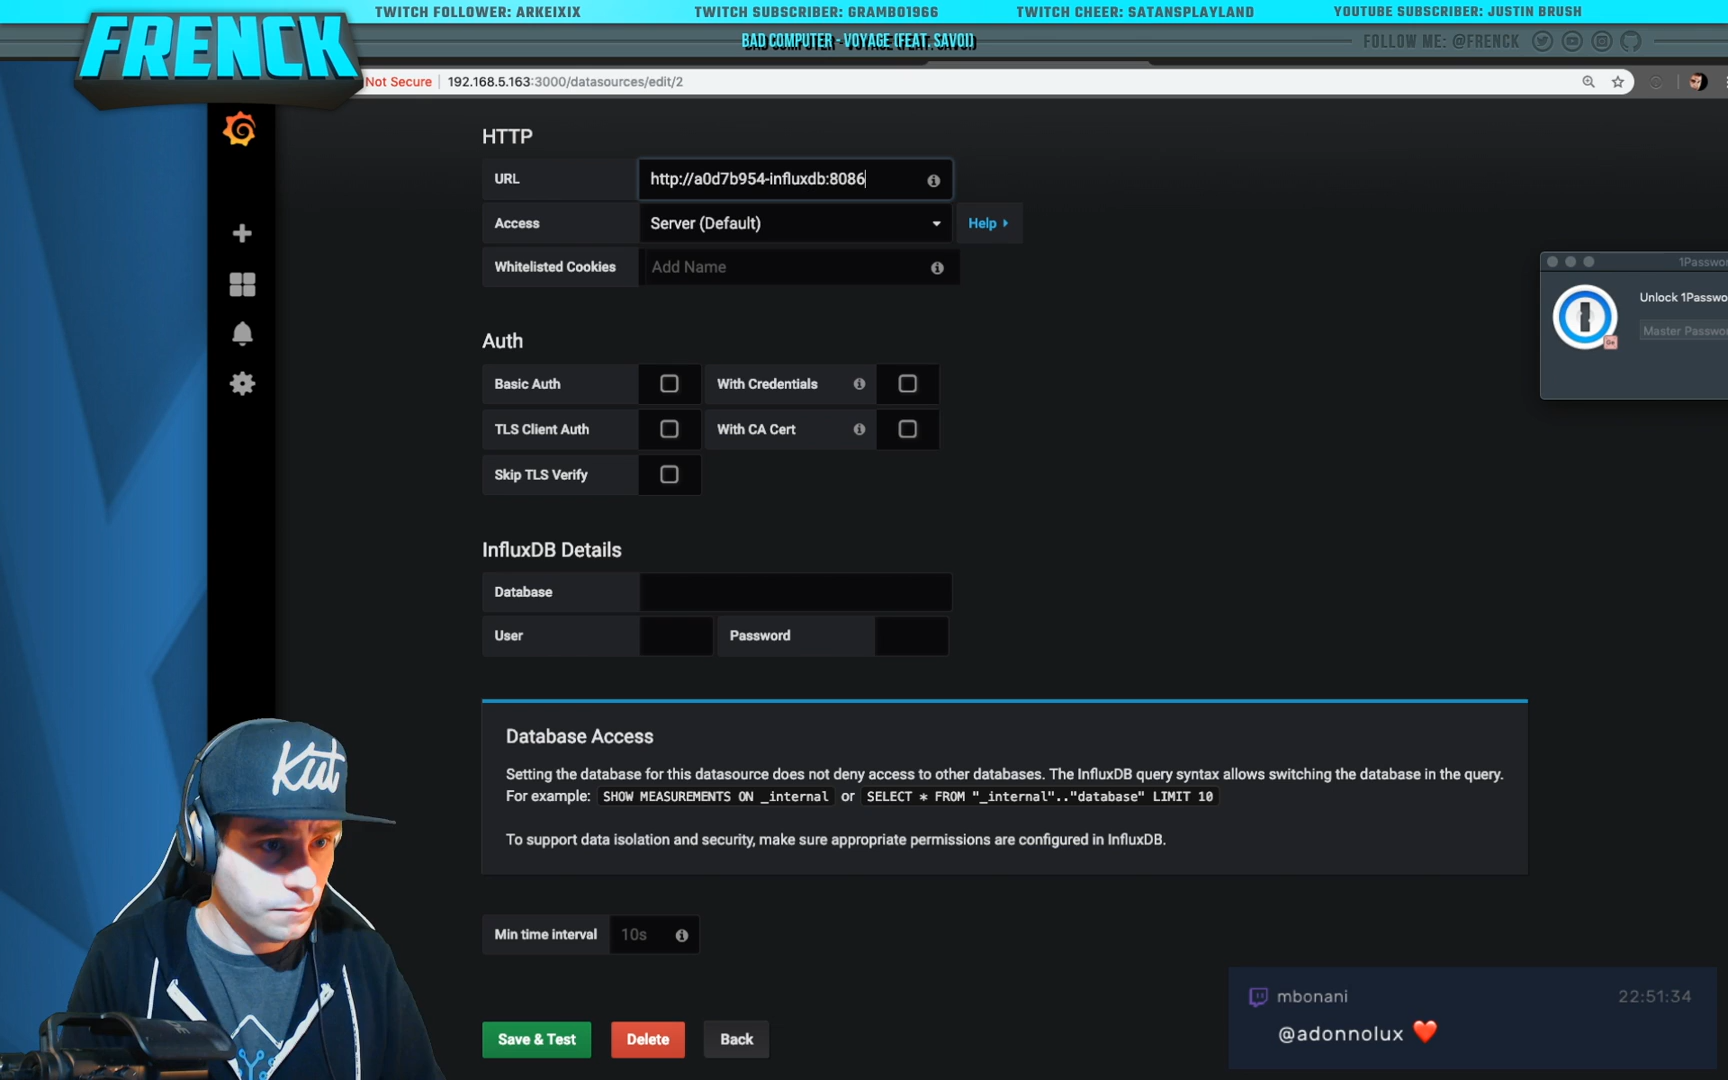 TWITCH FOLLOWER: ARKEIXIX
TWITCH SUBSCRIBER: GRAMBO1966
TWITCH CHEER: SATANSPLAYLAND
YOUTUBE SUBSCRIBER: JUSTIN BRUSH
FRENCK
BAD COMPUTER - VOYAGE (FEAT. SAVOI)
FOLLOW ME: @FRENCK
Not Secure
192.168.5.163:3000/datasources/edit/2
HTTP
URL
http://a0d7b954-influxdb:8086
Access
Server (Default)
Help
Whitelisted Cookies
Add Name
1Passwor
Unlock 1Passwo
Master Passwor
Auth
Basic Auth
With Credentials
TLS Client Auth
With CA Cert
Skip TLS Verify
InfluxDB Details
Database
User
Password
Database Access
Setting the database for this datasource does not deny access to other databases. The InfluxDB query syntax allows switching the database in the query.
For example: SHOW MEASUREMENTS ON _internal or SELECT * FROM "_internal".."database" LIMIT 10
To support data isolation and security, make sure appropriate permissions are configured in InfluxDB.
Kut
Min time interval
10s
Save & Test
Delete
Back
mbonani
22:51:34
@adonnolux ❤️